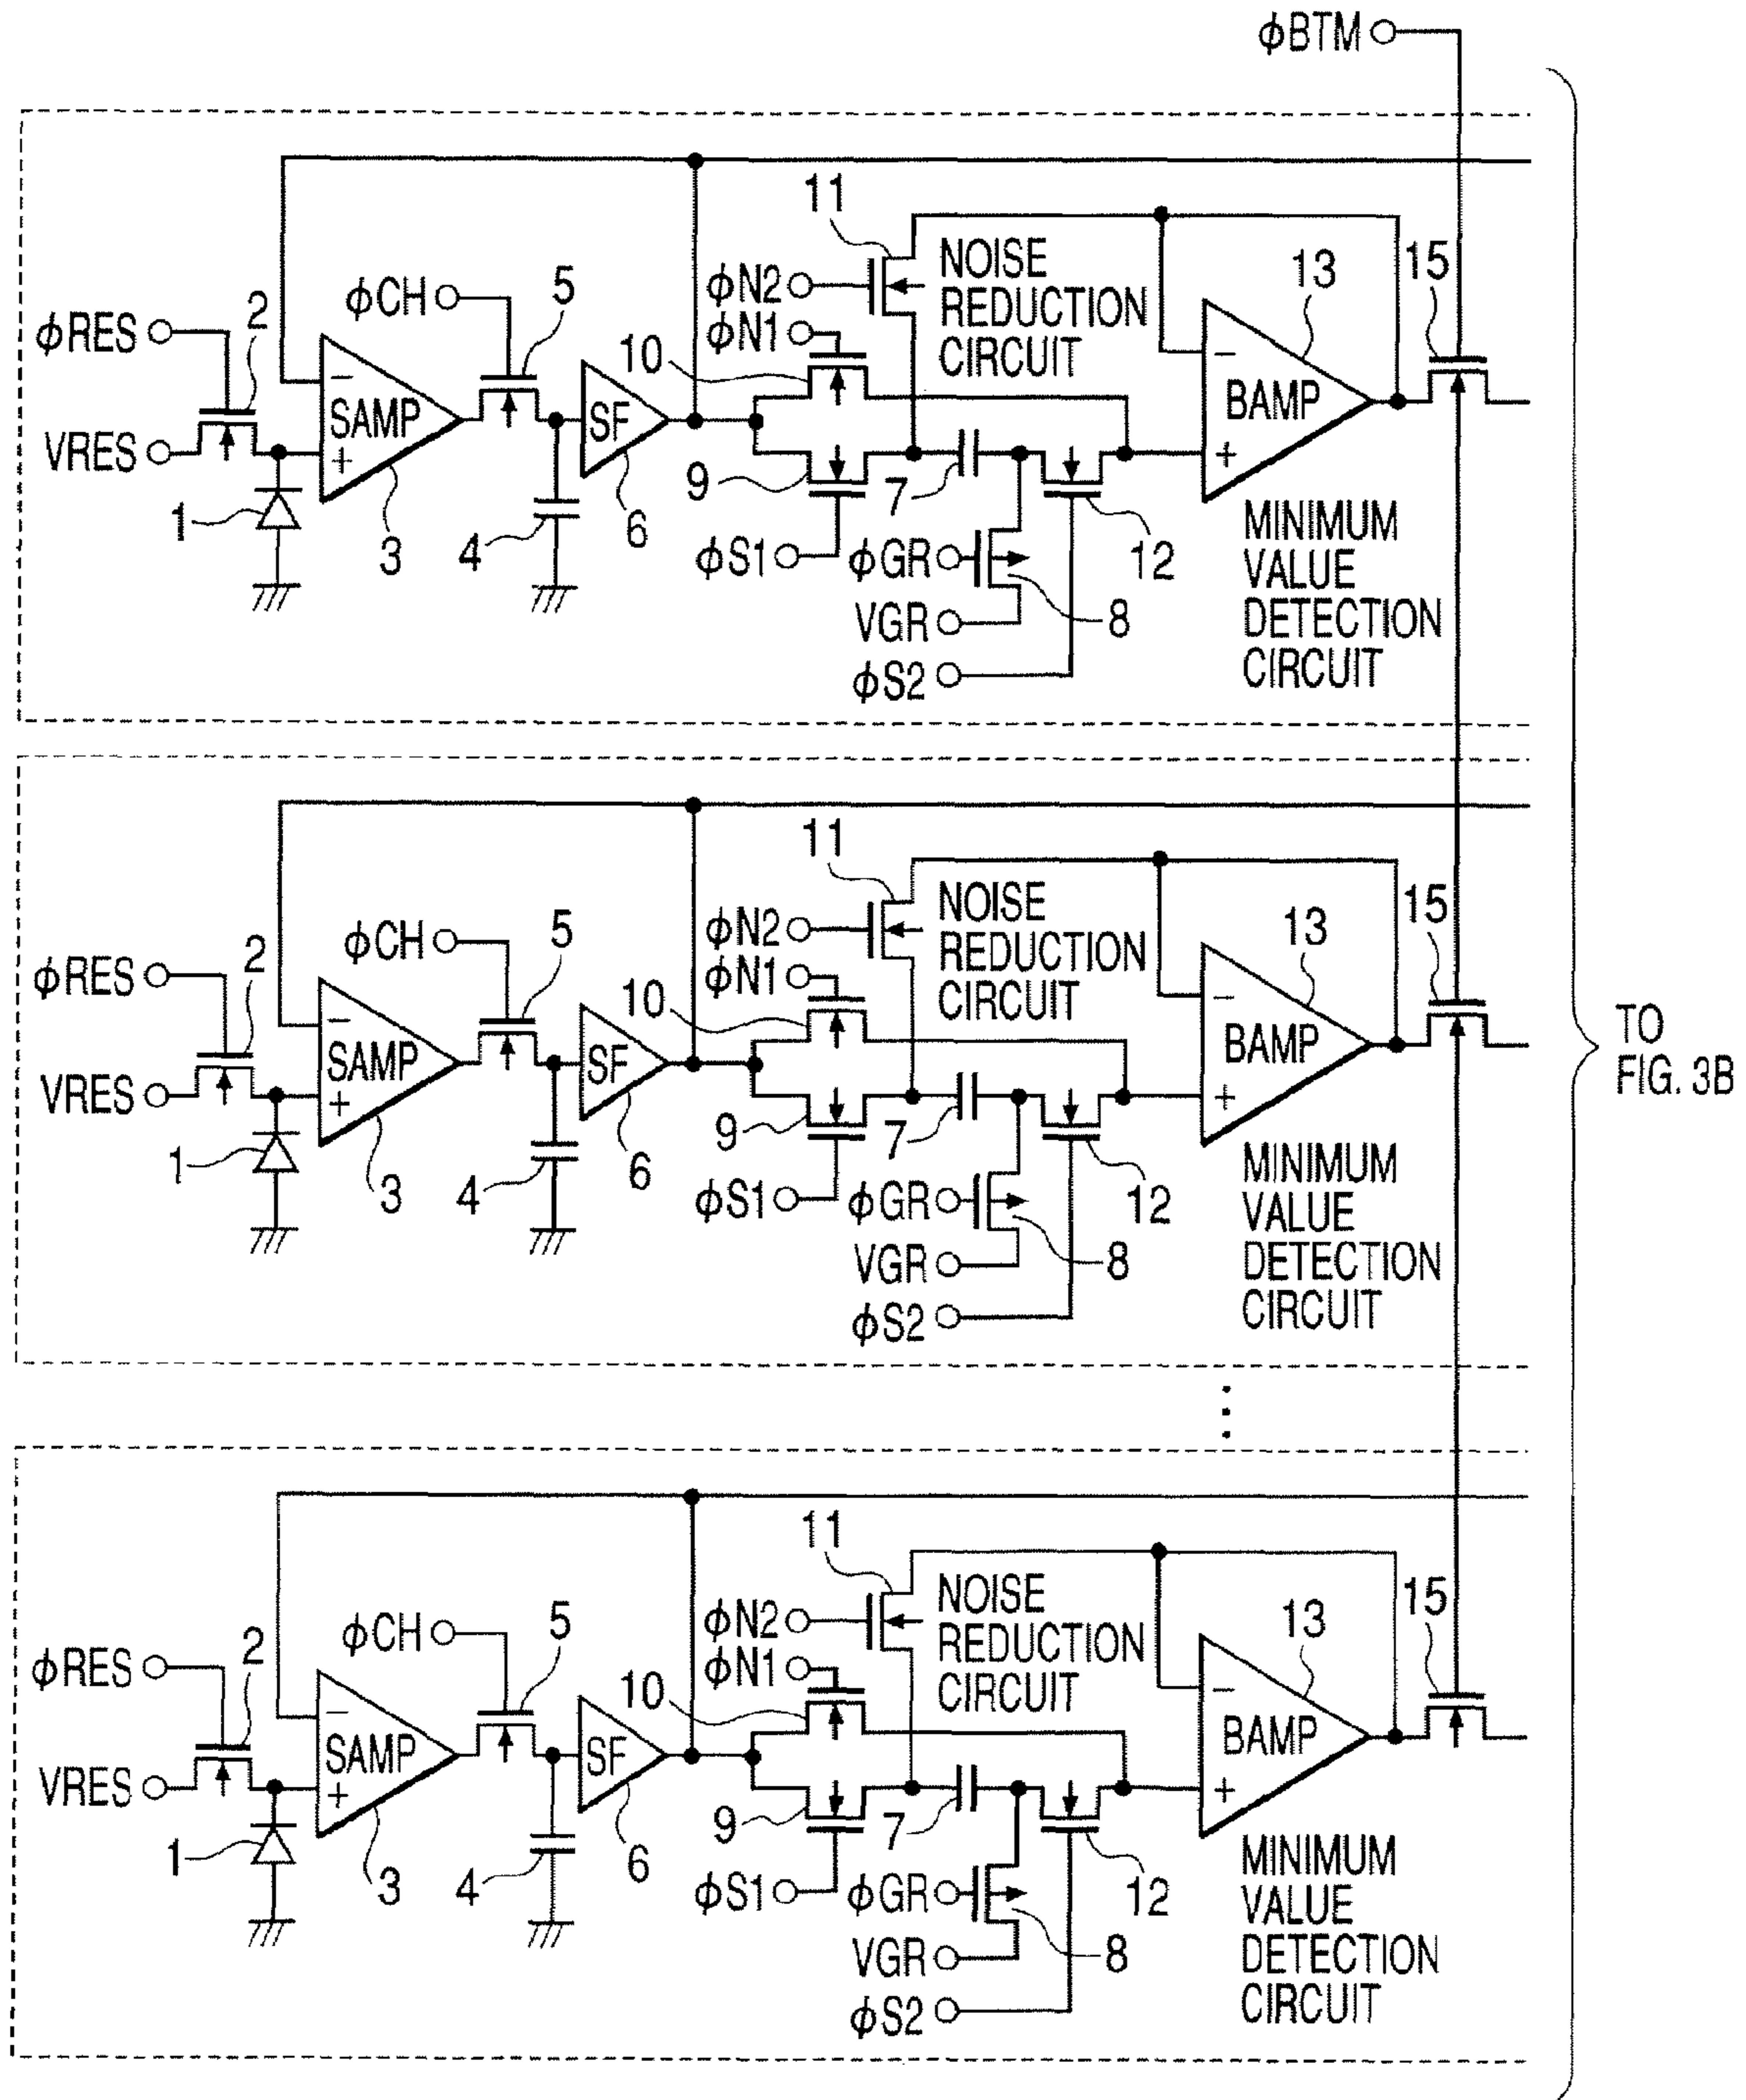 φBTM
11
NOISE
REDUCTION
CIRCUIT
φN2
φN1
13
15
φCH
5
2
φRES
VRES
10
−
SAMP
+
SF
−
BAMP
+
9
7
1
3
4
6
φS1
φGR
VGR
φS2
8
12
MINIMUM
VALUE
DETECTION
CIRCUIT
11
NOISE
REDUCTION
CIRCUIT
φN2
φN1
13
15
φCH
5
2
φRES
VRES
10
−
SAMP
+
SF
−
BAMP
+
9
7
1
3
4
6
φS1
φGR
VGR
φS2
8
12
MINIMUM
VALUE
DETECTION
CIRCUIT
TO
FIG. 3B
11
NOISE
REDUCTION
CIRCUIT
φN2
φN1
13
15
φCH
5
2
φRES
VRES
10
−
SAMP
+
SF
−
BAMP
+
9
7
1
3
4
6
φS1
φGR
VGR
φS2
8
12
MINIMUM
VALUE
DETECTION
CIRCUIT